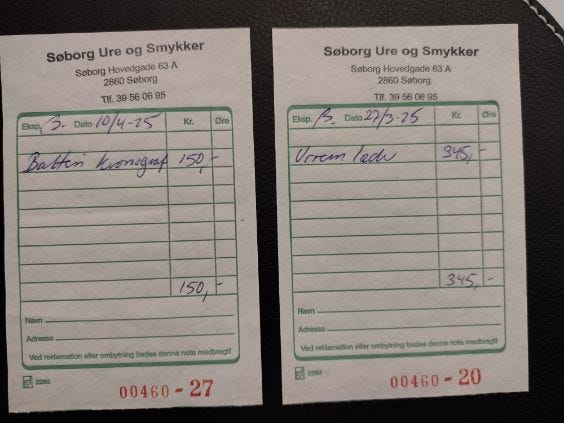 Søborg Ure og Smykker
Søborg Hovedgade 63 A
2860 Søborg
Tlf. 39 56 06 95
Eksp. B. Dato 10/4-25 Kr. Øre
Batteri kronograf 150,-
150,-
Navn
Adresse
Ved reklamation eller ombytning bedes denne nota medbragt!
2280
00460-27
Søborg Ure og Smykker
Søborg Hovedgade 63 A
2860 Søborg
Tlf. 39 56 06 95
Eksp. B. Dato 27/3-25 Kr. Øre
Urrem læder 345,-
345,-
Navn
Adresse
Ved reklamation eller ombytning bedes denne nota medbragt!
2280
00460-20